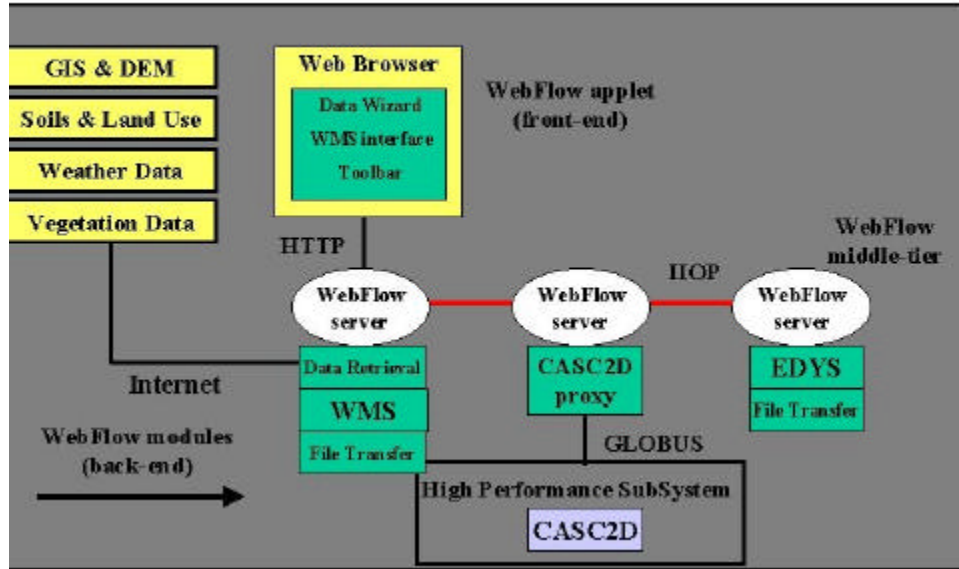 GIS & DEM
Soils & Land Use
Weather Data
Vegetation Data
Web Browser
Data Wizard
WMS interface
Toolbar
WebFlow applet
(front-end)
HTTP
WebFlow
middle-tier
IIOP
WebFlow
server
WebFlow
server
WebFlow
server
Internet
Data Retrieval
WMS
File Transfer
CASC2D
proxy
EDYS
File Transfer
GLOBUS
WebFlow modules
(back-end)
High Performance SubSystem
CASC2D